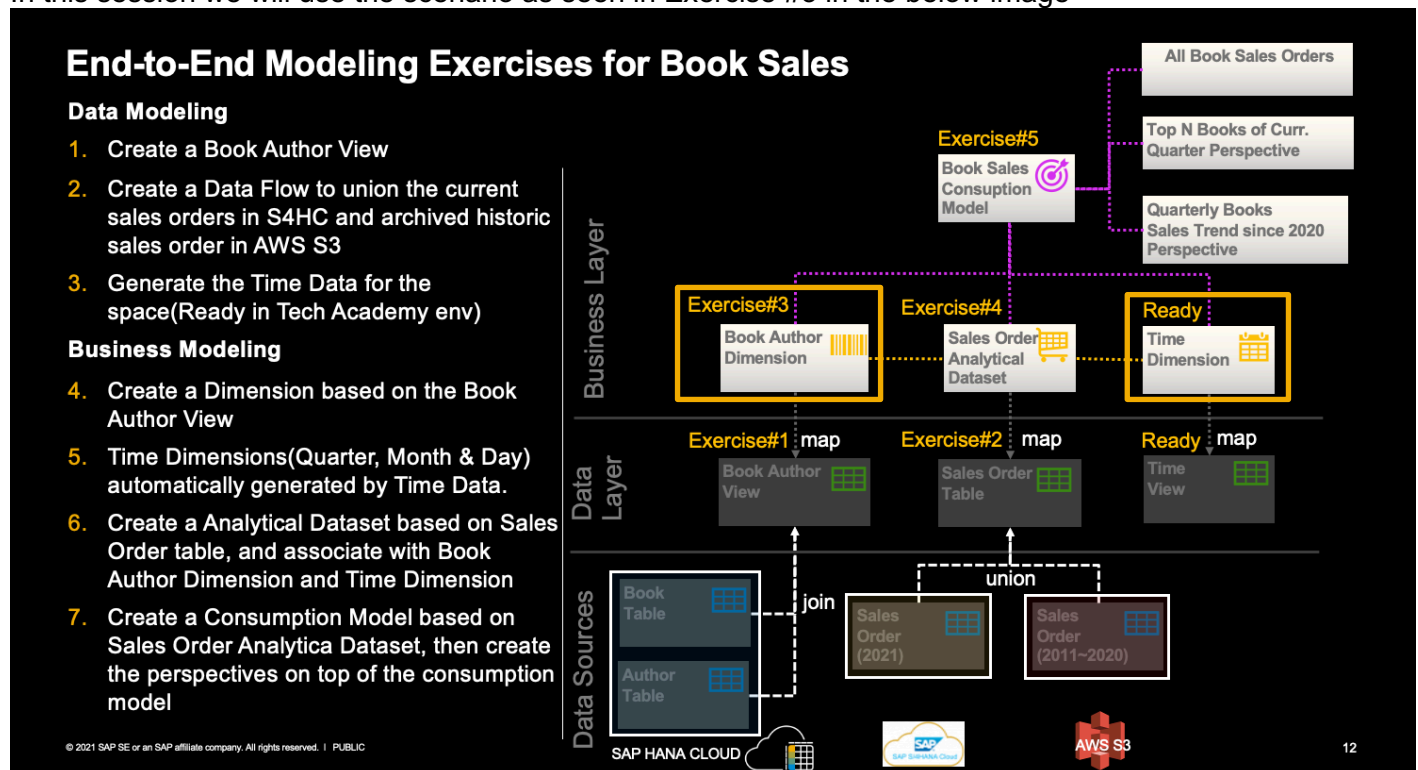 In this session we will use the scenario as seen in Exercise #3 in the below image
End-to-End Modeling Exercises for Book Sales
Data Modeling
1. Create a Book Author View
2. Create a Data Flow to union the current
sales orders in S4HC and archived historic
sales order in AWS S3
3. Generate the Time Data for the
space(Ready in Tech Academy env)
Business Modeling
4. Create a Dimension based on the Book
Author View
5. Time Dimensions(Quarter, Month & Day)
automatically generated by Time Data.
6. Create a Analytical Dataset based on Sales
Order table, and associate with Book
Author Dimension and Time Dimension
7. Create a Consumption Model based on
Sales Order Analytica Dataset, then create
the perspectives on top of the consumption
model
© 2021 SAP SE or an SAP affiliate company. All rights reserved. | PUBLIC
All Book Sales Orders
Top N Books of Curr.
Quarter Perspective
Quarterly Books
Sales Trend since 2020
Perspective
Exercise#5
Book Sales
Consuption
Model
Business Layer
Exercise#3
Book Author
Dimension
Exercise#4
Sales Order
Analytical
Dataset
Ready
Time
Dimension
Data
Layer
Exercise#1 map
Book Author
View
Exercise#2 map
Sales Order
Table
Ready map
Time
View
Data Sources
Book
Table
Author
Table
join
union
Sales
Order
(2021)
Sales
Order
(2011~2020)
SAP HANA CLOUD
SAP
SAP S/4HANA Cloud
AWS S3
12